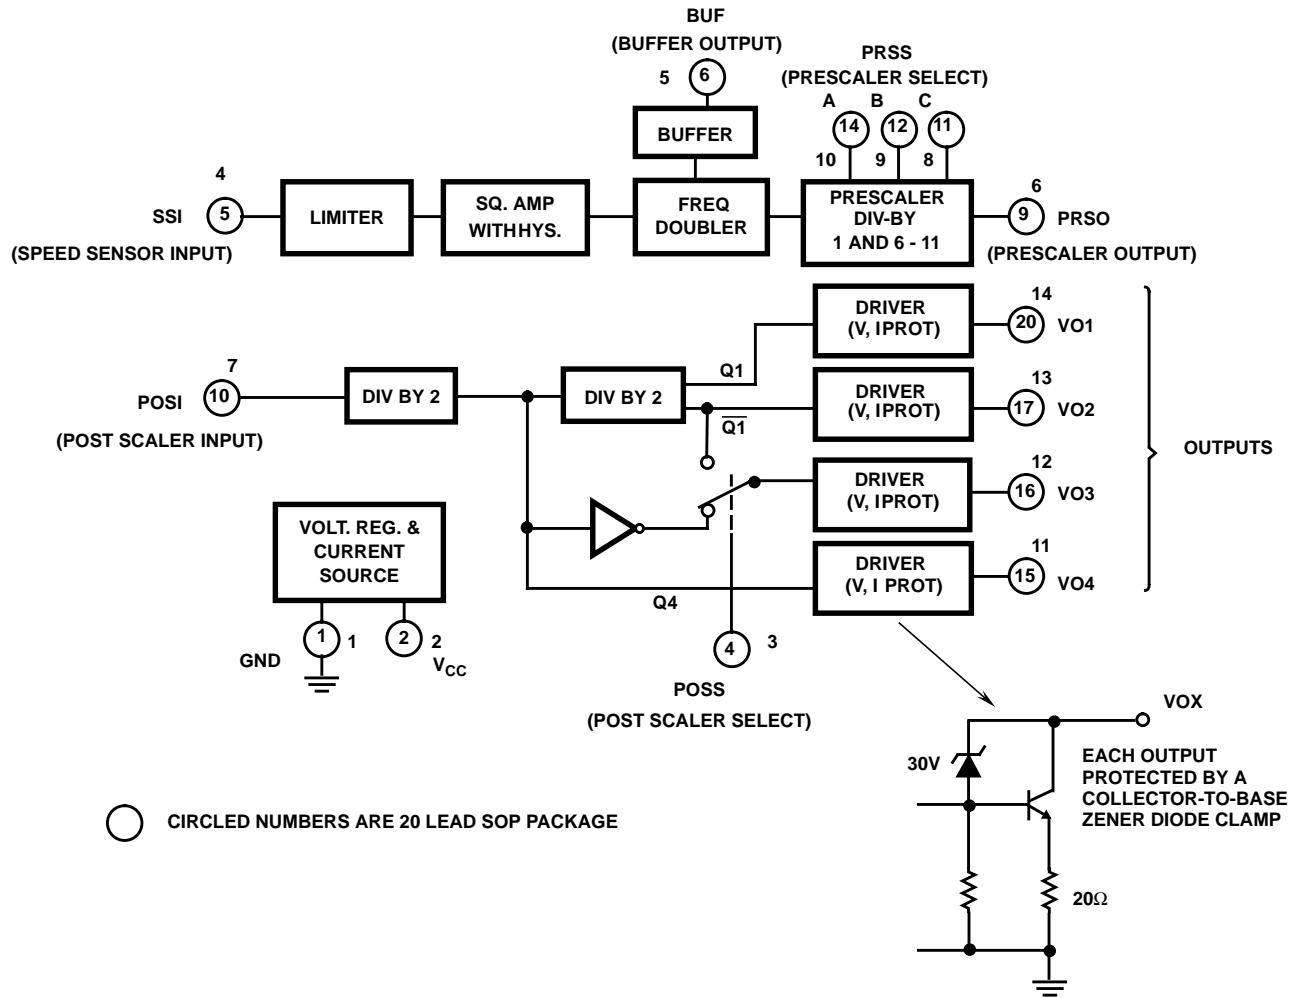 BUF
(BUFFER OUTPUT)
5 6
PRSS
(PRESCALER SELECT)
A B C
14 12 11
10 9 8
BUFFER
4
SSI 5
(SPEED SENSOR INPUT)
LIMITER
SQ. AMP
WITHHYS.
FREQ
DOUBLER
PRESCALER
DIV-BY
1 AND 6 - 11
6
9 PRSO
(PRESCALER OUTPUT)
DRIVER
(V, IPROT)
14
20 VO1
7
POSI 10
(POST SCALER INPUT)
DIV BY 2
DIV BY 2
Q1
Q1
DRIVER
(V, IPROT)
13
17 VO2
OUTPUTS
DRIVER
(V, IPROT)
12
16 VO3
DRIVER
(V, I PROT)
11
15 VO4
Q4
VOLT. REG. &
CURRENT
SOURCE
1 1
GND
2 2
VCC
4 3
POSS
(POST SCALER SELECT)
VOX
30V
EACH OUTPUT
PROTECTED BY A
COLLECTOR-TO-BASE
ZENER DIODE CLAMP
20Ω
CIRCLED NUMBERS ARE 20 LEAD SOP PACKAGE